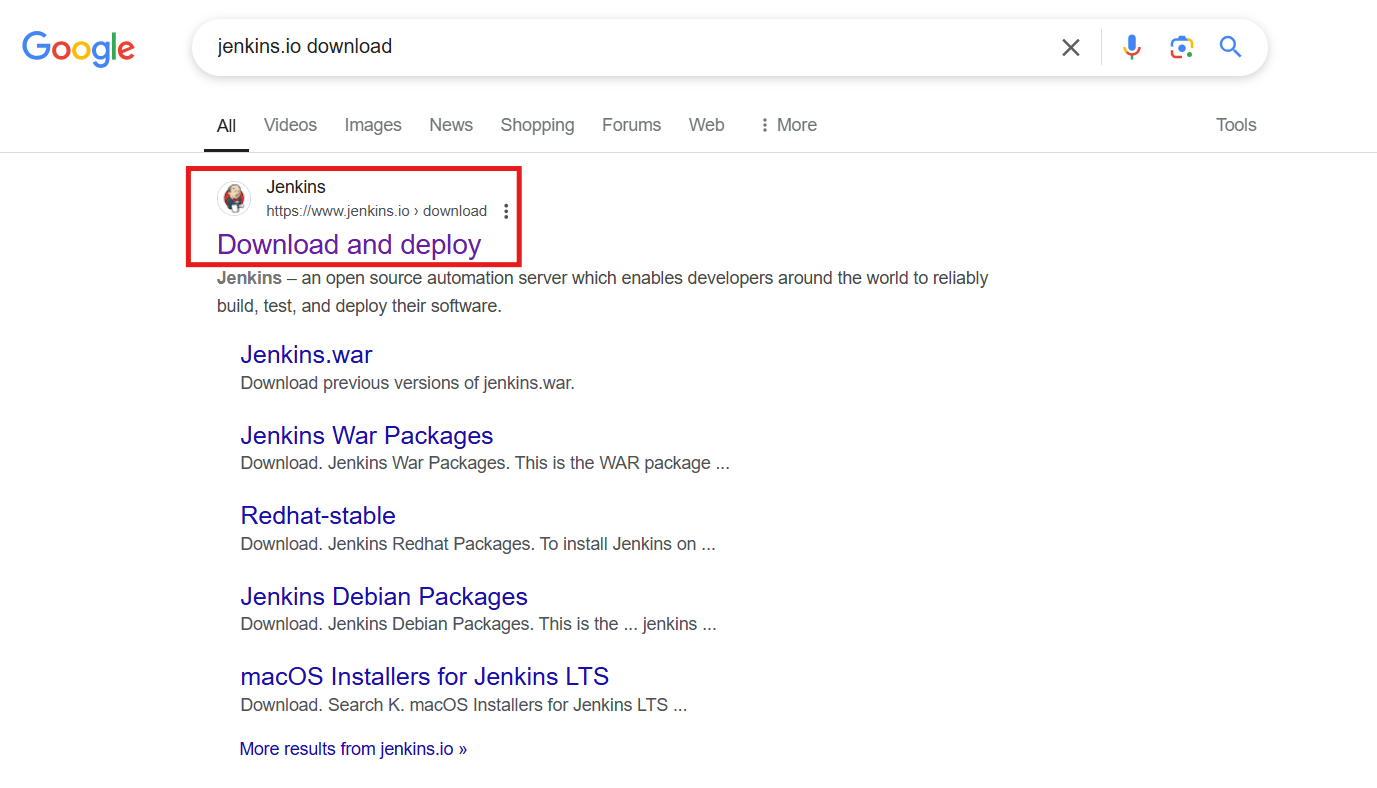 Google
jenkins.io download
All Videos Images News Shopping Forums Web More Tools
Jenkins
https://www.jenkins.io › download
Download and deploy
Jenkins – an open source automation server which enables developers around the world to reliably
build, test, and deploy their software.
Jenkins.war
Download previous versions of jenkins.war.
Jenkins War Packages
Download. Jenkins War Packages. This is the WAR package ...
Redhat-stable
Download. Jenkins Redhat Packages. To install Jenkins on ...
Jenkins Debian Packages
Download. Jenkins Debian Packages. This is the ... jenkins ...
macOS Installers for Jenkins LTS
Download. Search K. macOS Installers for Jenkins LTS ...
More results from jenkins.io »